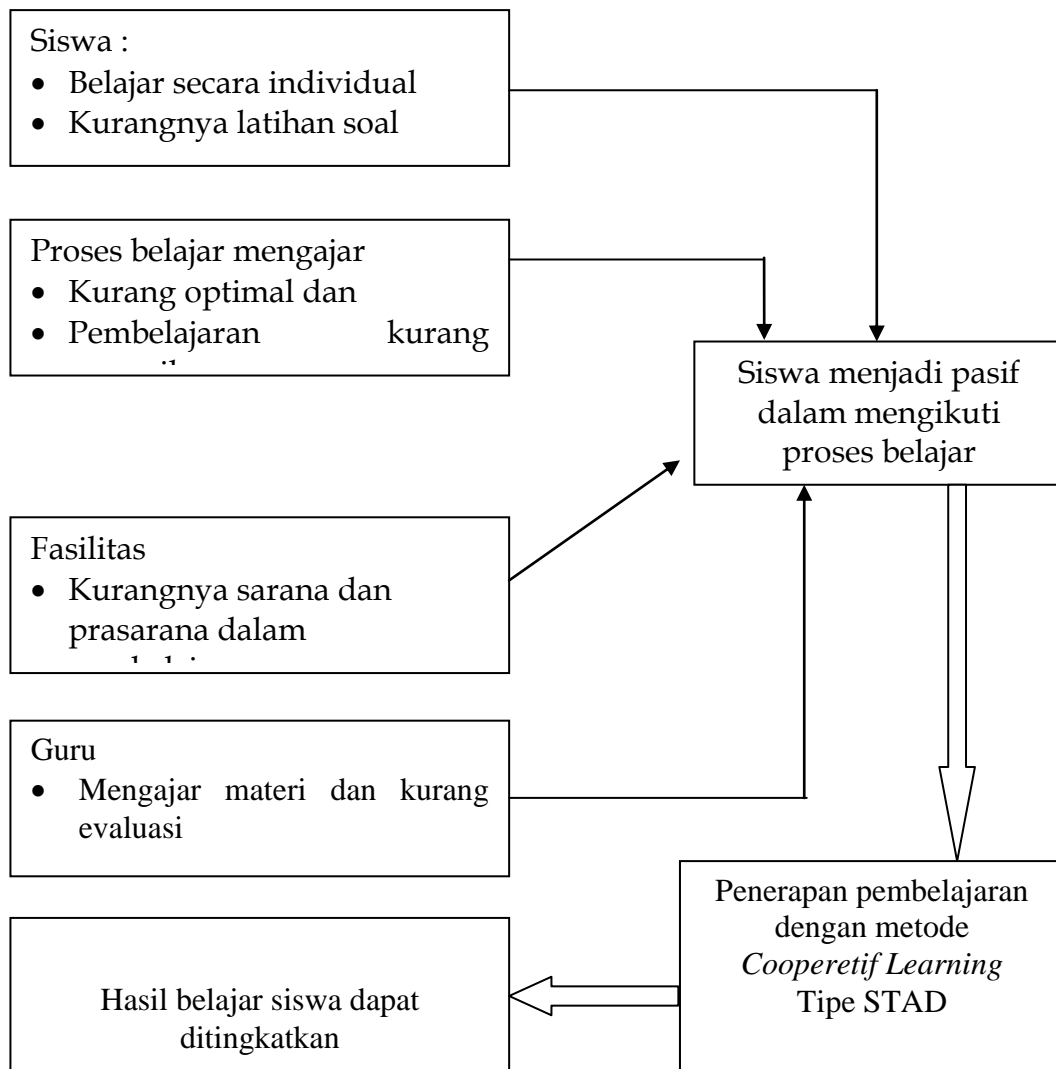 Siswa :
• Belajar secara individual
• Kurangnya latihan soal
Proses belajar mengajar
• Kurang optimal dan
• Pembelajaran kurang
Siswa menjadi pasif
dalam mengikuti
proses belajar
Fasilitas
• Kurangnya sarana dan
prasarana dalam
Guru
• Mengajar materi dan kurang
evaluasi
Penerapan pembelajaran
dengan metode
Cooperetif Learning
Tipe STAD
Hasil belajar siswa dapat
ditingkatkan